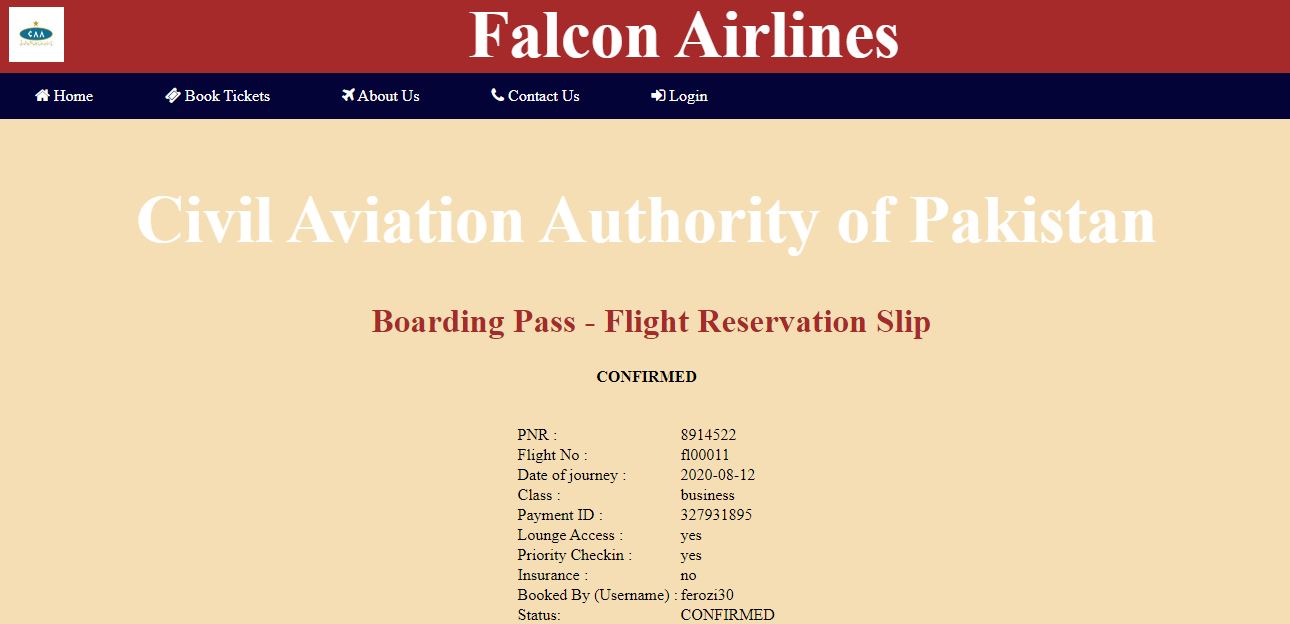 CAA
Falcon Airlines
Home Book Tickets About Us Contact Us Login
Civil Aviation Authority of Pakistan
Boarding Pass - Flight Reservation Slip
CONFIRMED
PNR : 8914522
Flight No : fl00011
Date of journey : 2020-08-12
Class : business
Payment ID : 327931895
Lounge Access : yes
Priority Checkin : yes
Insurance : no
Booked By (Username) : ferozi30
Status: CONFIRMED